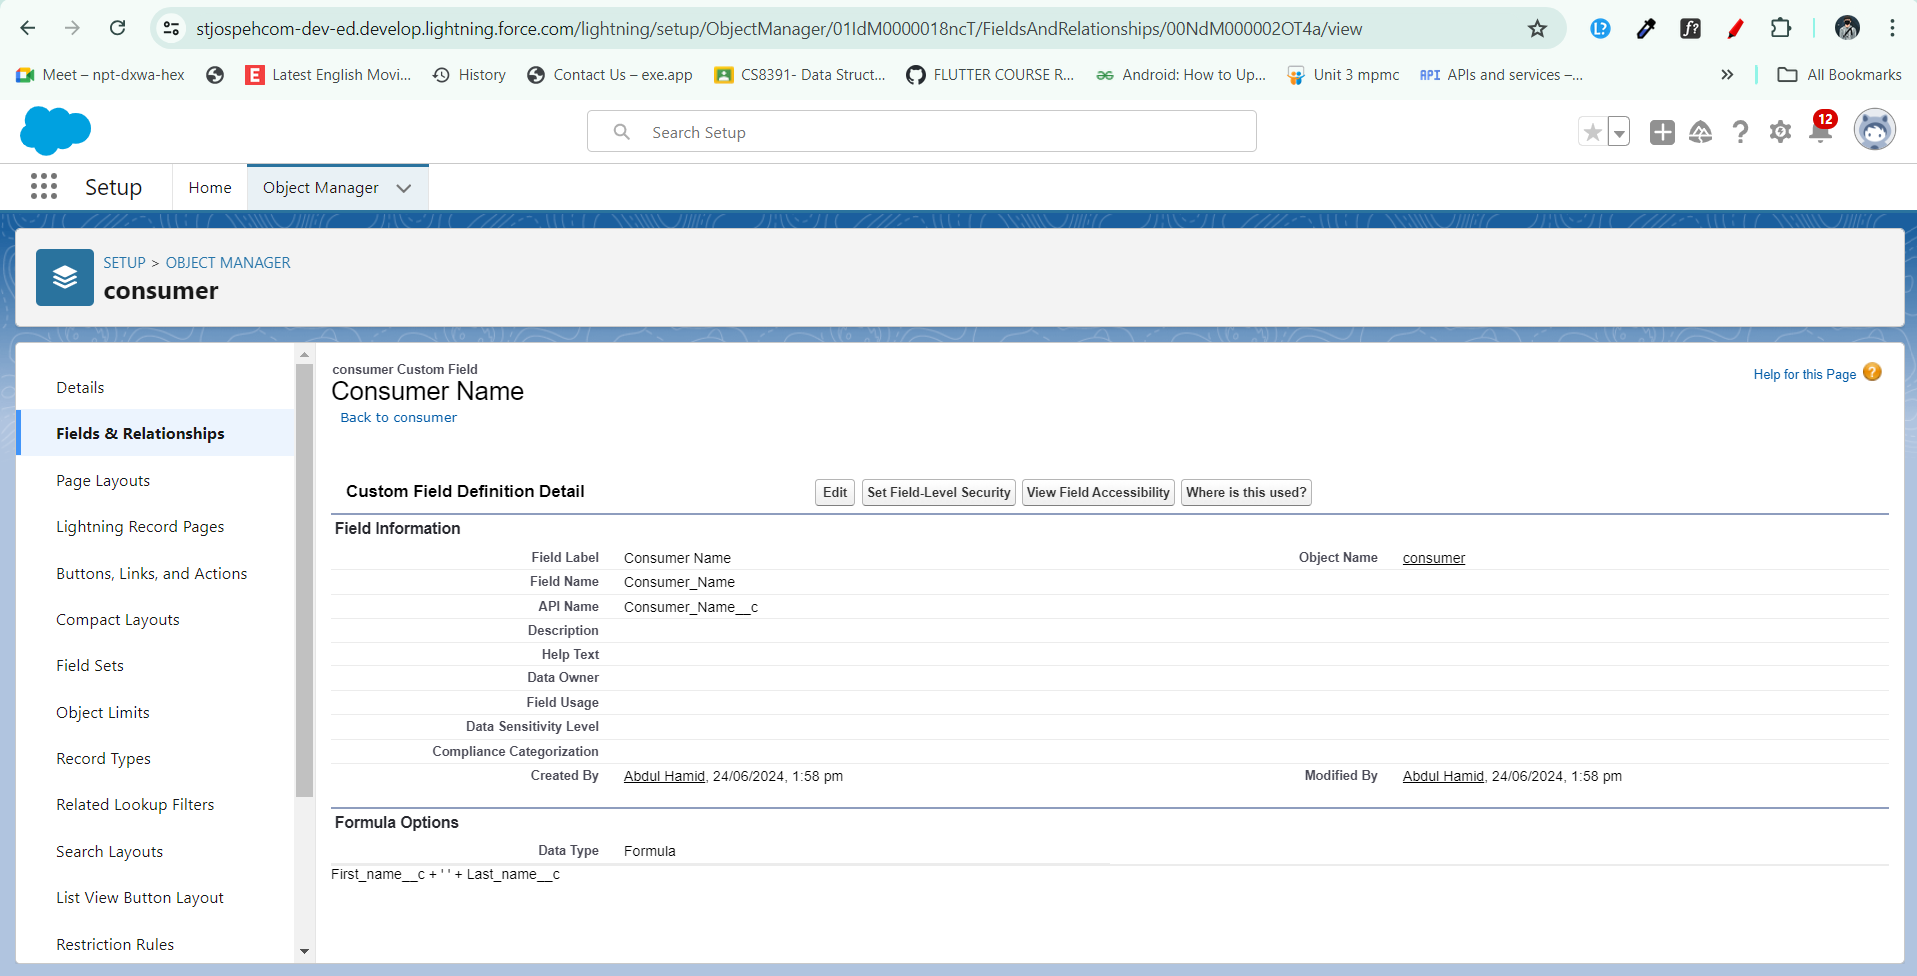 stjospehcom-dev-ed.develop.lightning.force.com/lightning/setup/ObjectManager/01IdM0000018ncT/FieldsAndRelationships/00NdM000002OT4a/view
L?
f?
Meet – npt-dxwa-hex
E Latest English Movi...
History
Contact Us – exe.app
CS8391- Data Struct...
FLUTTER COURSE R...
Android: How to Up...
Unit 3 mpmc
API APIs and services –...
»
All Bookmarks
Search Setup
12
Setup
Home
Object Manager
SETUP > OBJECT MANAGER
consumer
Details
Fields & Relationships
Page Layouts
Lightning Record Pages
Buttons, Links, and Actions
Compact Layouts
Field Sets
Object Limits
Record Types
Related Lookup Filters
Search Layouts
List View Button Layout
Restriction Rules
consumer Custom Field
Consumer Name
Back to consumer
Help for this Page ?
Custom Field Definition Detail
Edit
Set Field-Level Security
View Field Accessibility
Where is this used?
Field Information
Field Label Consumer Name
Object Name consumer
Field Name Consumer_Name
API Name Consumer_Name__c
Description
Help Text
Data Owner
Field Usage
Data Sensitivity Level
Compliance Categorization
Created By Abdul Hamid, 24/06/2024, 1:58 pm
Modified By Abdul Hamid, 24/06/2024, 1:58 pm
Formula Options
Data Type Formula
First_name__c + ' ' + Last_name__c